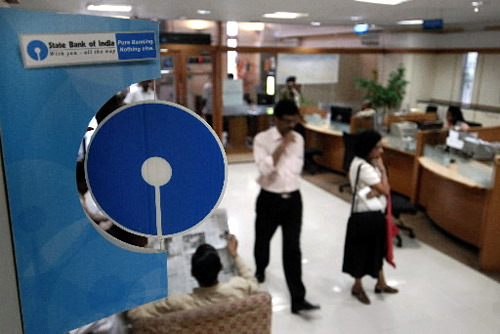 State Bank of India
With you - all the way
Pure Banking,
Nothing else.